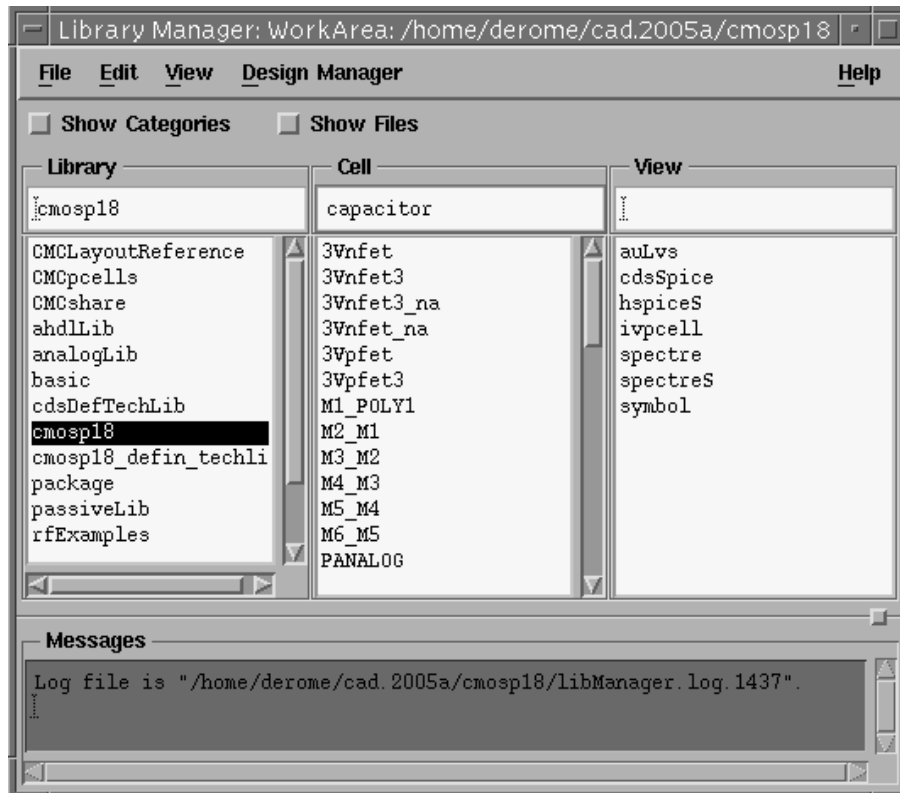 Library Manager: WorkArea: /home/derome/cad.2005a/cmosp18
File Edit View Design Manager Help
Show Categories Show Files
Library
cmosp18
CMCLayoutReference
CMCpcells
CMCshare
ahdlLib
analogLib
basic
cdsDefTechLib
cmosp18
cmosp18_defin_techli
package
passiveLib
rfExamples
Cell
capacitor
3Vnfet
3Vnfet3
3Vnfet3_na
3Vnfet_na
3Vpfet
3Vpfet3
M1_POLY1
M2_M1
M3_M2
M4_M3
M5_M4
M6_M5
PANALOG
View
auLvs
cdsSpice
hspiceS
ivpcell
spectre
spectreS
symbol
Messages
Log file is "/home/derome/cad.2005a/cmosp18/libManager.log.1437".